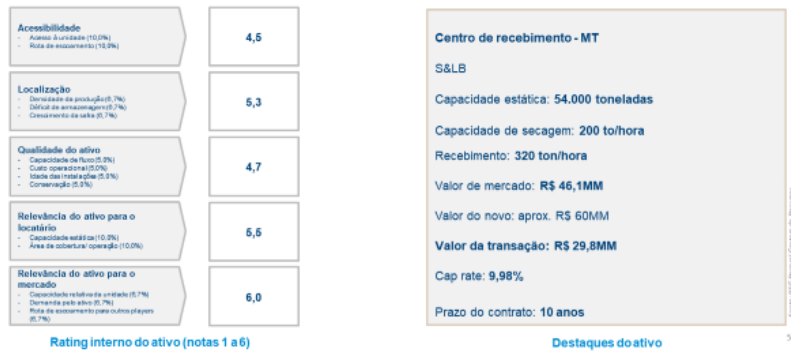 Acessibilidade
- Acesso à unidade (10,0%)
- Rota de escoamento (10,0%)
4,5
Localização
- Densidade da produção (6,7%)
- Déficit de armazenagem (6,7%)
- Crescimento da safra (6,7%)
5,3
Qualidade do ativo
- Capacidade de fluxo (5,0%)
- Custo operacional (5,0%)
- Idade das instalações (5,0%)
- Conservação (5,0%)
4,7
Relevância do ativo para o
locatário
- Capacidade estática (10,0%)
- Área de cobertura/ operação (10,0%)
5,5
Relevância do ativo para o
mercado
- Capacidade relativa da unidade (6,7%)
- Demanda pelo ativo (6,7%)
- Rota de escoamento para outros players
(6,7%)
6,0
Rating interno do ativo (notas 1 a 6)
Centro de recebimento - MT
S&LB
Capacidade estática: 54.000 toneladas
Capacidade de secagem: 200 to/hora
Recebimento: 320 ton/hora
Valor de mercado: R$ 46,1MM
Valor do novo: aprox. R$ 60MM
Valor da transação: R$ 29,8MM
Cap rate: 9,98%
Prazo do contrato: 10 anos
Destaques do ativo
5